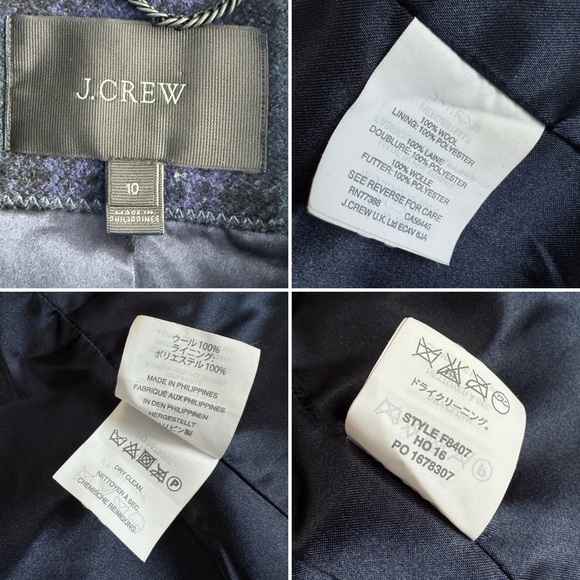 J.CREW
10
MADE IN
PHILIPPINES
100% WOOL
LINING: 100% POLYESTER
100% LAINE
DOUBLURE: 100% POLYESTER
100% WOLLE
FUTTER: 100% POLYESTER
SEE REVERSE FOR CARE
RN77388 CA56445
J.CREW U.K. Ltd EC4V 6JA
ウール 100%
ライニング:
ポリエステル 100%
MADE IN PHILIPPINES
FABRIQUÉ AUX PHILIPPINES
IN DEN PHILIPPINEN
HERGESTELLT
DRY CLEAN.
NETTOYER À SEC.
CHEMISCHE REINIGUNG.
ドライクリーニング。
STYLE F8407
HO 16
PO 1678307